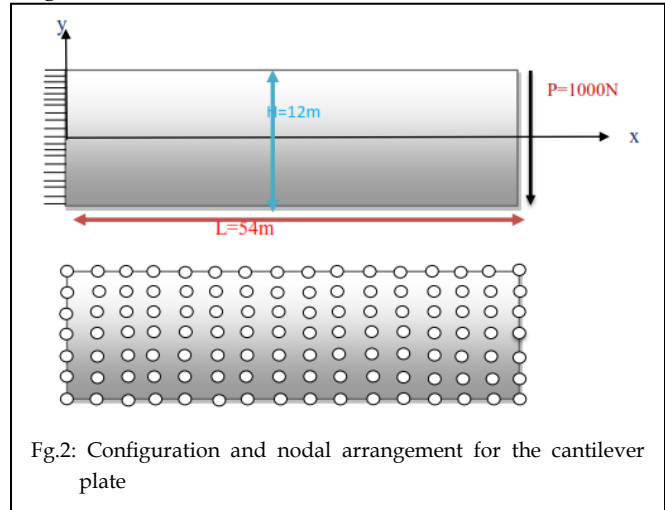 y
P=1000N
H=12m
x
L=54m
Fg.2: Configuration and nodal arrangement for the cantilever
plate